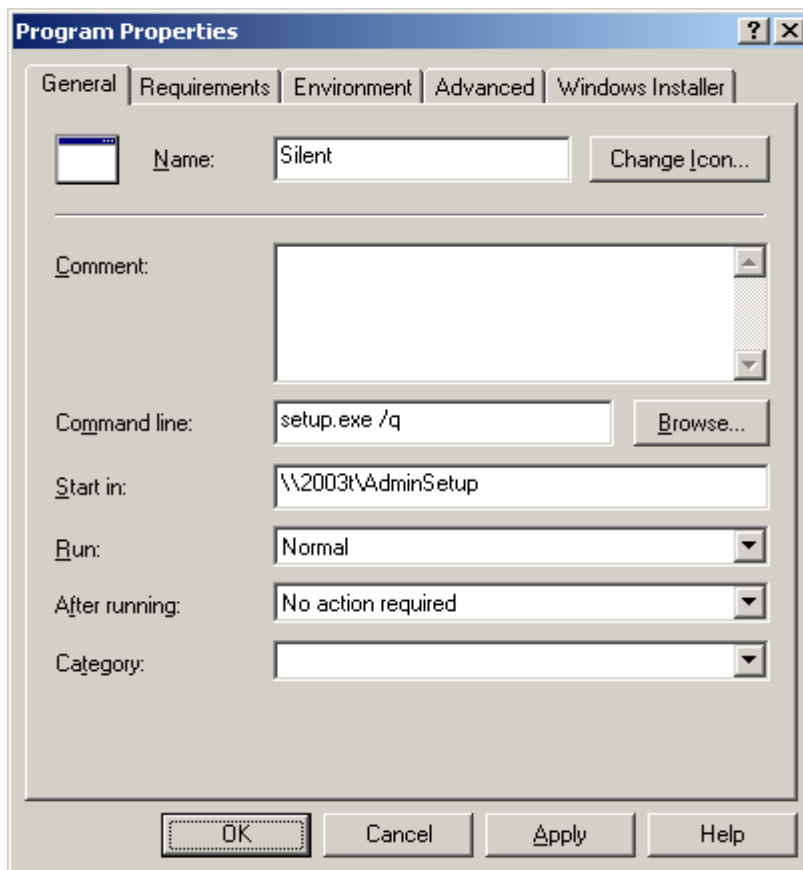 Program Properties
General Requirements Environment Advanced Windows Installer
Name: Silent Change Icon...
Comment:
Command line: setup.exe /q Browse...
Start in: \\2003t\AdminSetup
Run: Normal
After running: No action required
Category:
OK Cancel Apply Help